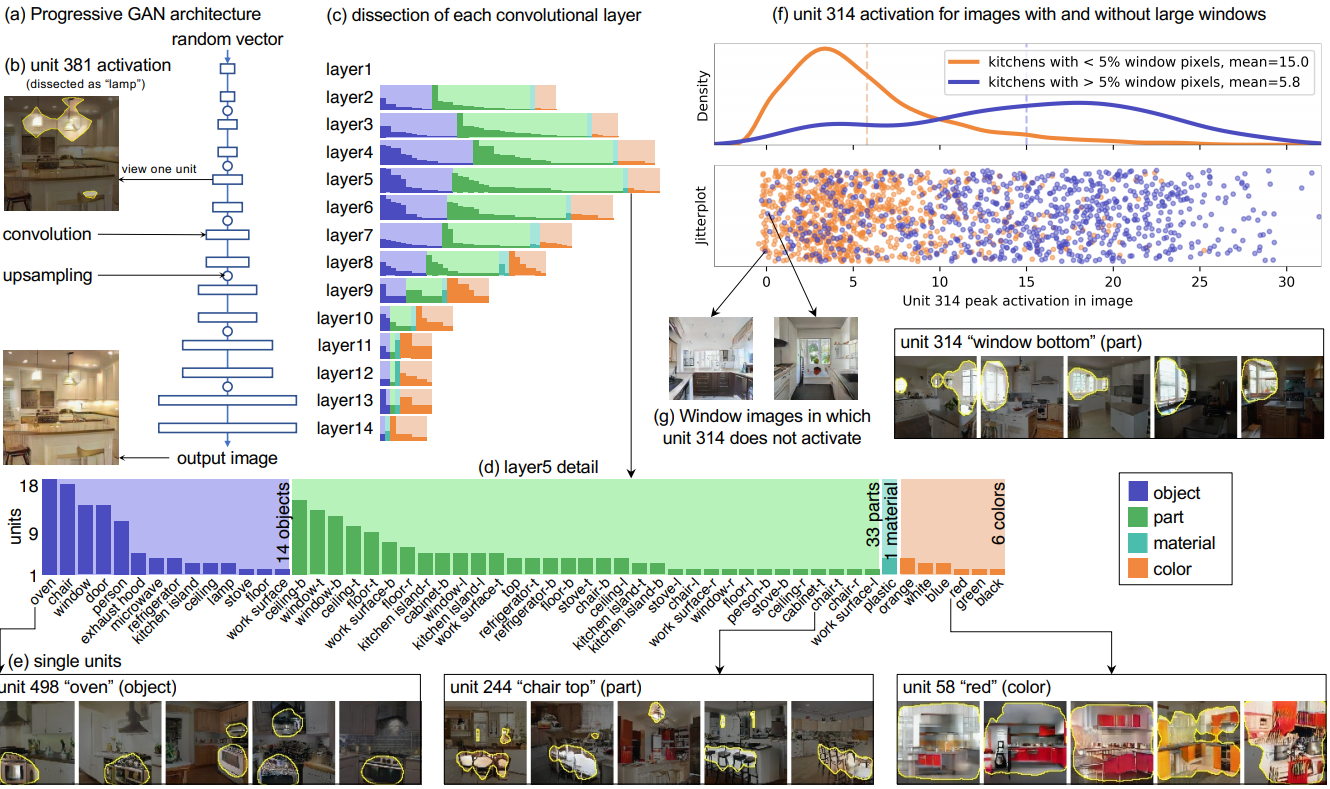 (a) Progressive GAN architecture
random vector
(b) unit 381 activation
(dissected as “lamp”)
view one unit
convolution
upsampling
output image
(c) dissection of each convolutional layer
layer1
layer2
layer3
layer4
layer5
layer6
layer7
layer8
layer9
layer10
layer11
layer12
layer13
layer14
(f) unit 314 activation for images with and without large windows
Density
kitchens with < 5% window pixels, mean=15.0
kitchens with > 5% window pixels, mean=5.8
Jitterplot
0 5 10 15 20 25 30
Unit 314 peak activation in image
(g) Window images in which
unit 314 does not activate
unit 314 “window bottom” (part)
(d) layer5 detail
units
18
9
1
14 objects
33 parts
1 material
6 colors
oven
chair
window
door
person
exhaust hood
microwave
refrigerator
kitchen island
ceiling
lamp
stove
floor
work surface
ceiling-b
window-t
window-b
ceiling-t
floor-t
work surface-b
floor-r
kitchen island-r
cabinet-b
window-l
kitchen island-l
work surface-t
top
refrigerator-t
refrigerator-b
floor-b
stove-t
chair-b
ceiling-l
kitchen island-t
kitchen island-b
stove-l
chair-l
work surface-r
window-r
floor-l
person-b
stove-b
ceiling-r
cabinet-t
chair-t
chair-r
work surface-l
plastic
orange
white
blue
red
green
black
object
part
material
color
(e) single units
unit 498 “oven” (object)
unit 244 “chair top” (part)
unit 58 “red” (color)